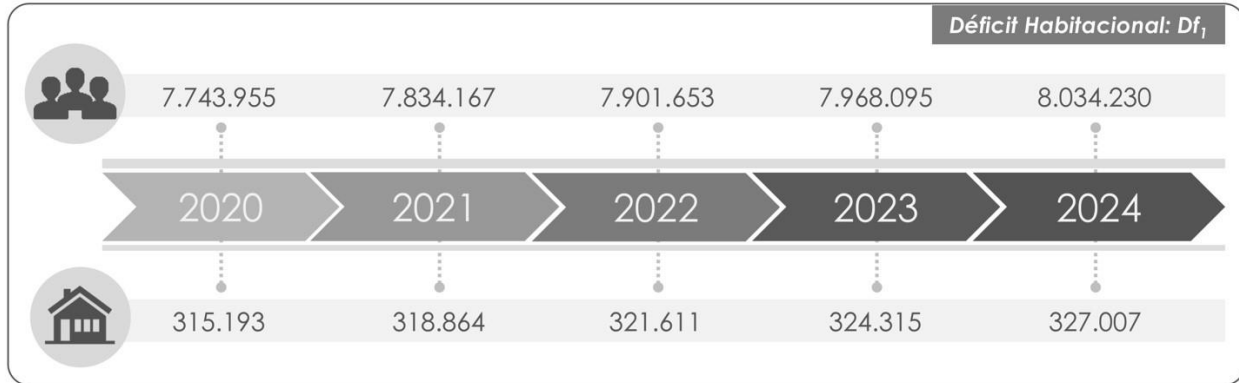 Déficit Habitacional: Df₁
7.743.955 7.834.167 7.901.653 7.968.095 8.034.230
2020 2021 2022 2023 2024
315.193 318.864 321.611 324.315 327.007